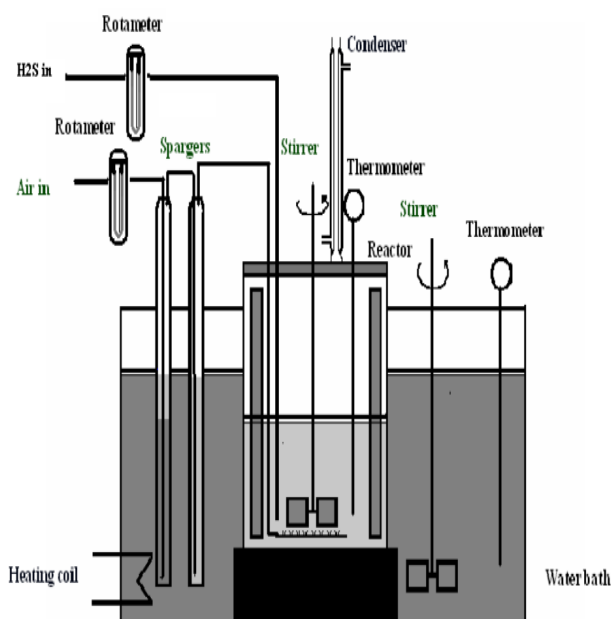 Rotameter
Condenser
H2S in
Rotameter
Spargers
Stirrer
Thermometer
Air in
Stirrer
Thermometer
Reactor
Heating coil
Water bath